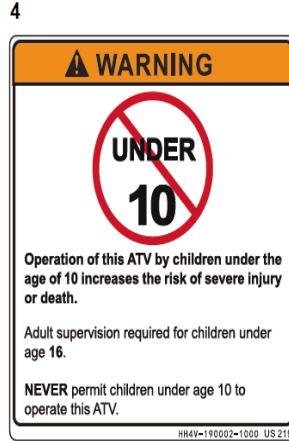 4
WARNING
UNDER
10
Operation of this ATV by children under the
age of 10 increases the risk of severe injury
or death.
Adult supervision required for children under
age 16.
NEVER permit children under age 10 to
operate this ATV.
HH4V-190002-1000 US 219